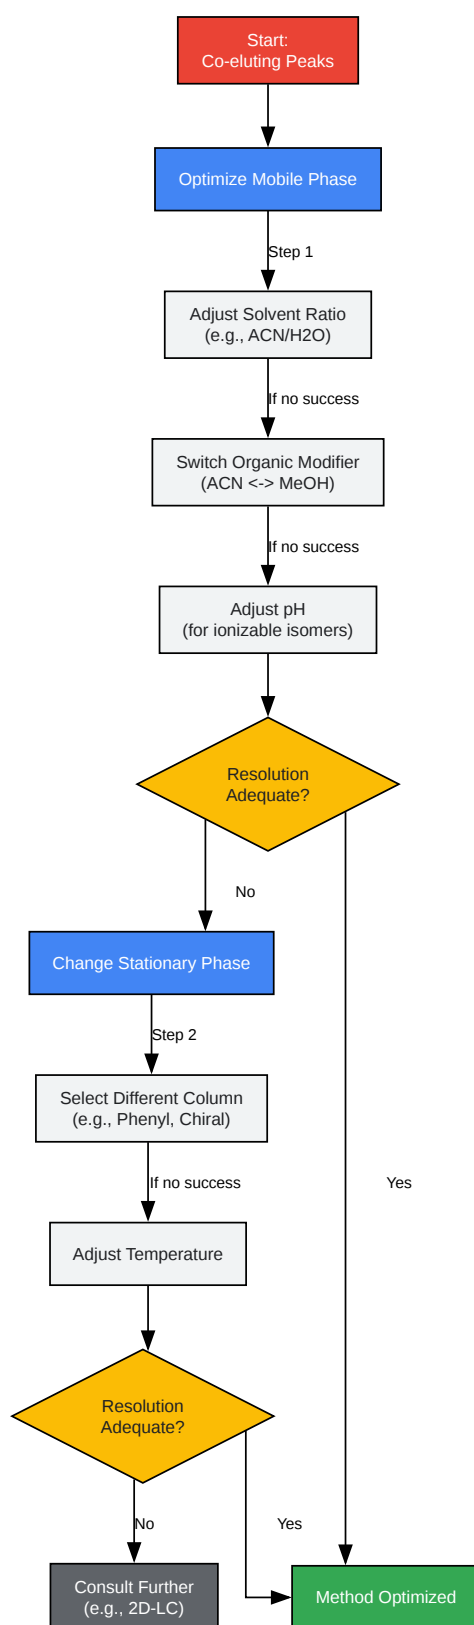 Start:
Co-eluting Peaks
Optimize Mobile Phase
Step 1
Adjust Solvent Ratio
(e.g., ACN/H2O)
If no success
Switch Organic Modifier
(ACN <-> MeOH)
If no success
Adjust pH
(for ionizable isomers)
Resolution
Adequate?
No
Change Stationary Phase
Step 2
Select Different Column
(e.g., Phenyl, Chiral)
If no success
Yes
Adjust Temperature
Resolution
Adequate?
No
Yes
Consult Further
(e.g., 2D-LC)
Method Optimized